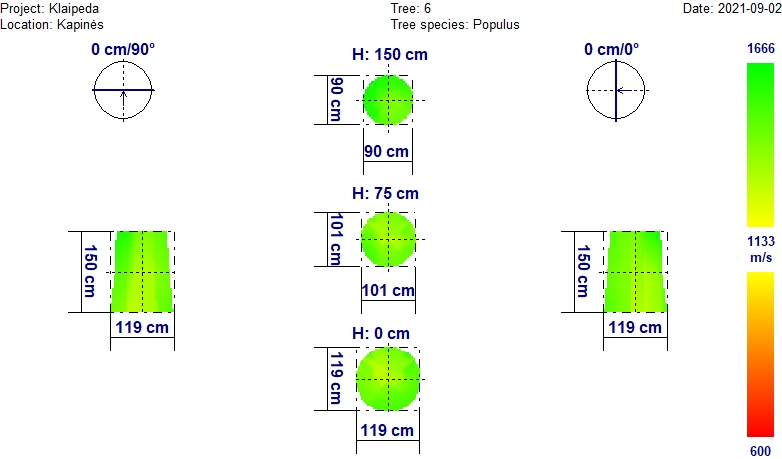 Project: Klaipeda
Tree: 6
Date: 2021-09-02
Location: Kapinės
Tree species: Populus
0 cm/90°
H: 150 cm
0 cm/0°
1666
90 cm
90 cm
H: 75 cm
101 cm
101 cm
150 cm
119 cm
150 cm
119 cm
1133
m/s
H: 0 cm
119 cm
119 cm
600